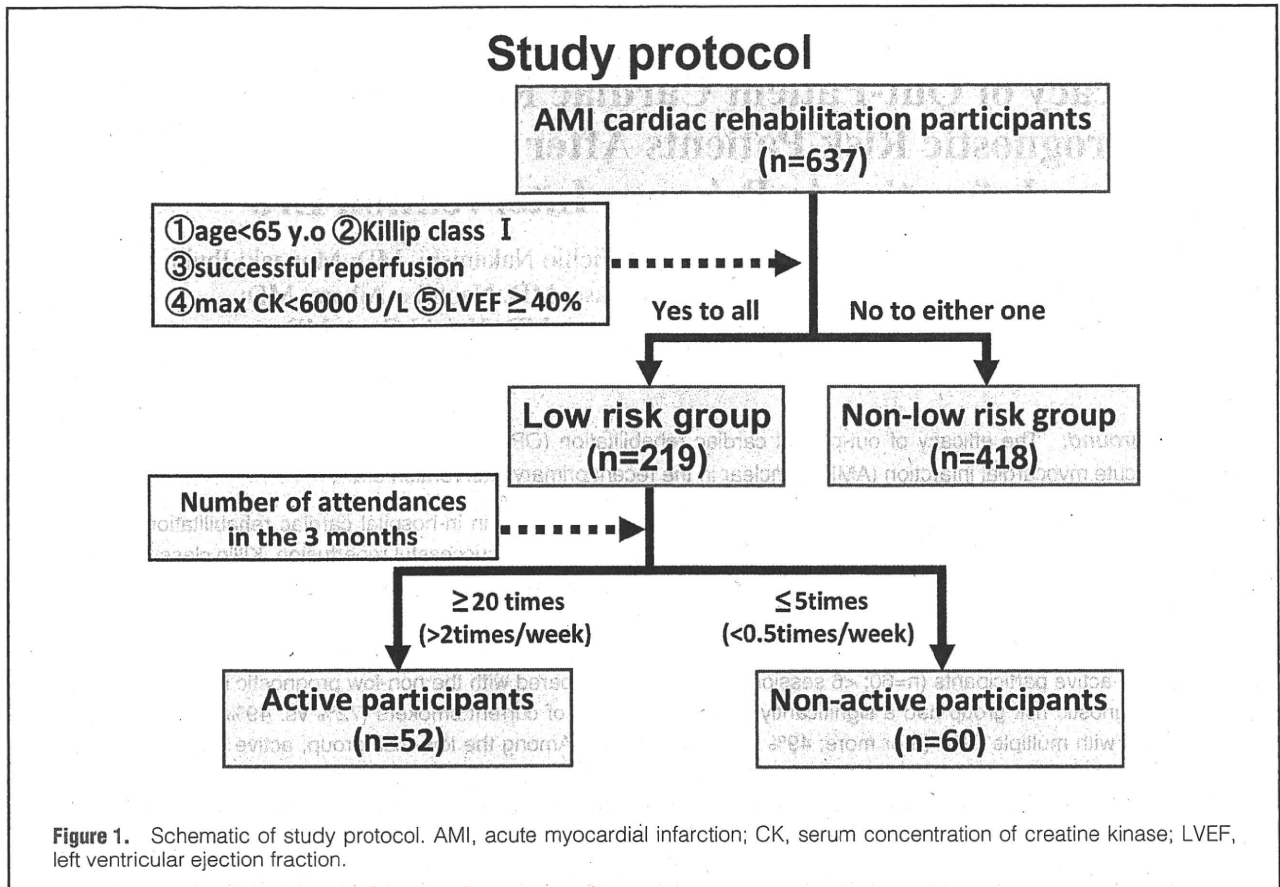 Study protocol
AMI cardiac rehabilitation participants
(n=637)
①age<65 y.o ②Killip class Ⅰ
③successful reperfusion
④max CK<6000 U/L ⑤LVEF ≧40%
Yes to all
No to either one
Low risk group
(n=219)
Non-low risk group
(n=418)
Number of attendances
in the 3 months
≧20 times
(>2times/week)
≦5times
(<0.5times/week)
Active participants
(n=52)
Non-active participants
(n=60)
Figure 1. Schematic of study protocol. AMI, acute myocardial infarction; CK, serum concentration of creatine kinase; LVEF,
left ventricular ejection fraction.